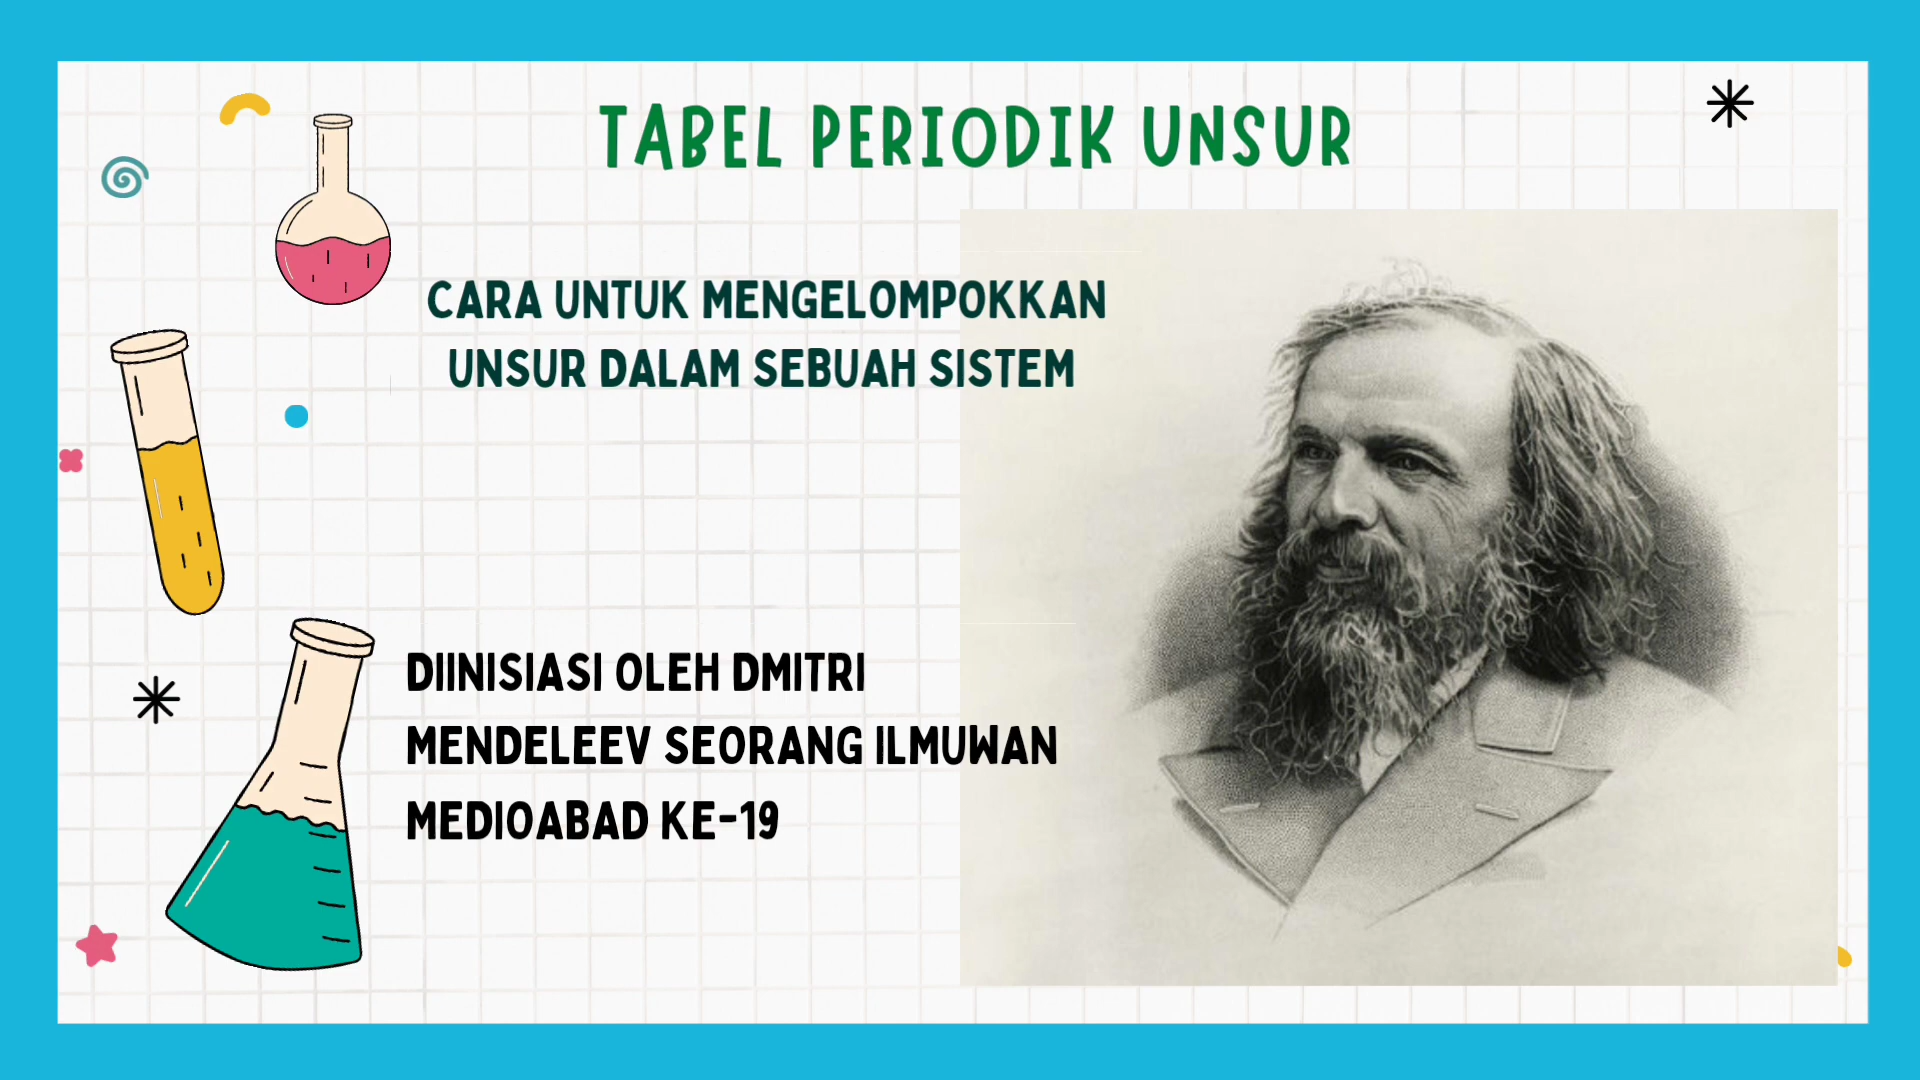 TABEL PERIODIK UNSUR
CARA UNTUK MENGELOMPOKKAN
UNSUR DALAM SEBUAH SISTEM
DIINISIASI OLEH DMITRI
MENDELEEV SEORANG ILMUWAN
MEDIOABAD KE-19